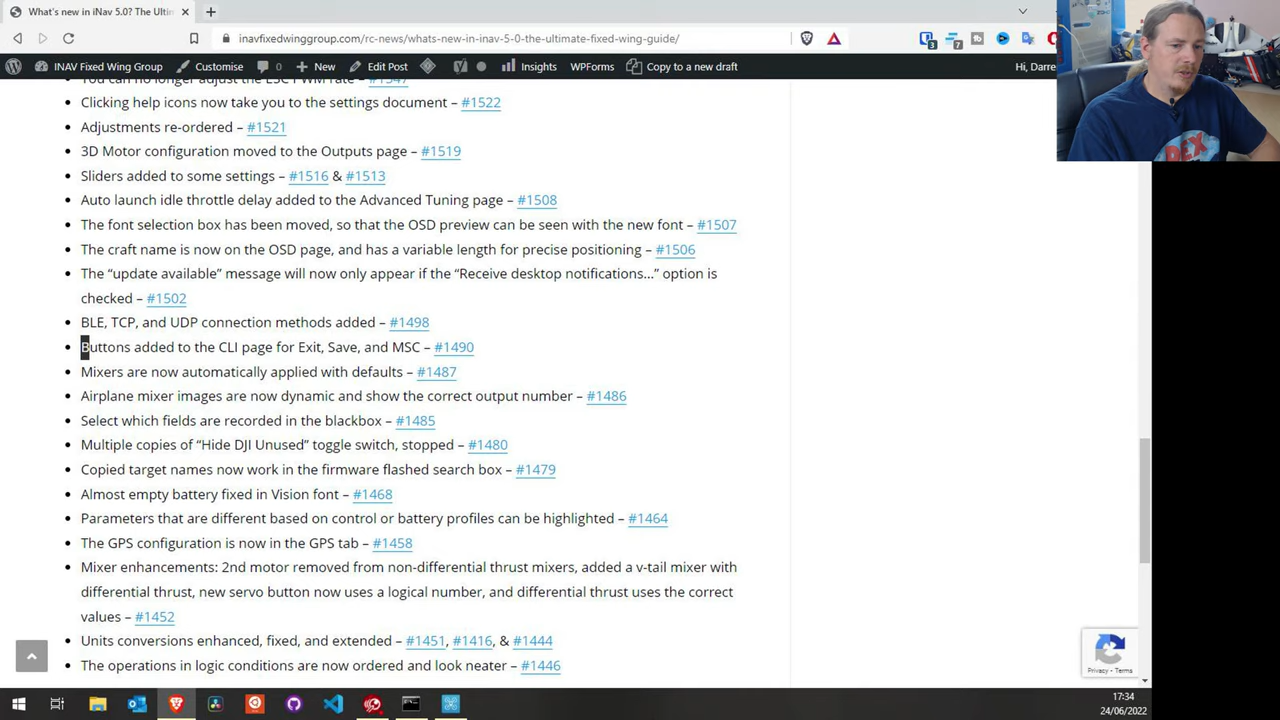 What's new in iNav 5.0? The Ultim
inavfixedwinggroup.com/rc-news/whats-new-in-inav-5-0-the-ultimate-fixed-wing-guide/
3
7
INAV Fixed Wing Group Customise 0 New Edit Post Insights WPForms Copy to a new draft Hi, Darre
You can no longer adjust the ESC PWM rate – #1547
Clicking help icons now take you to the settings document – #1522
Adjustments re-ordered – #1521
3D Motor configuration moved to the Outputs page – #1519
Sliders added to some settings – #1516 & #1513
Auto launch idle throttle delay added to the Advanced Tuning page – #1508
The font selection box has been moved, so that the OSD preview can be seen with the new font – #1507
The craft name is now on the OSD page, and has a variable length for precise positioning – #1506
The “update available” message will now only appear if the “Receive desktop notifications…” option is
checked – #1502
BLE, TCP, and UDP connection methods added – #1498
Buttons added to the CLI page for Exit, Save, and MSC – #1490
Mixers are now automatically applied with defaults – #1487
Airplane mixer images are now dynamic and show the correct output number – #1486
Select which fields are recorded in the blackbox – #1485
Multiple copies of “Hide DJI Unused” toggle switch, stopped – #1480
Copied target names now work in the firmware flashed search box – #1479
Almost empty battery fixed in Vision font – #1468
Parameters that are different based on control or battery profiles can be highlighted – #1464
The GPS configuration is now in the GPS tab – #1458
Mixer enhancements: 2nd motor removed from non-differential thrust mixers, added a v-tail mixer with
differential thrust, new servo button now uses a logical number, and differential thrust uses the correct
values – #1452
Units conversions enhanced, fixed, and extended – #1451, #1416, & #1444
The operations in logic conditions are now ordered and look neater – #1446
Privacy - Terms
17:34
24/06/2022